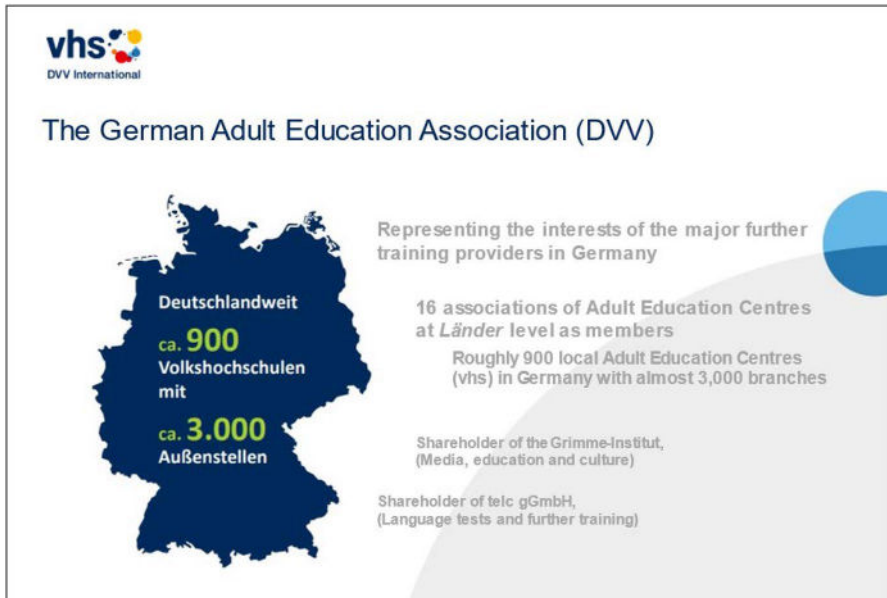 vhs
DVV International
The German Adult Education Association (DVV)
Deutschlandweit
ca. 900
Volkshochschulen
mit
ca. 3.000
Außenstellen
Representing the interests of the major further
training providers in Germany
16 associations of Adult Education Centres
at Länder level as members
Roughly 900 local Adult Education Centres
(vhs) in Germany with almost 3,000 branches
Shareholder of the Grimme-Institut,
(Media, education and culture)
Shareholder of telc gGmbH,
(Language tests and further training)